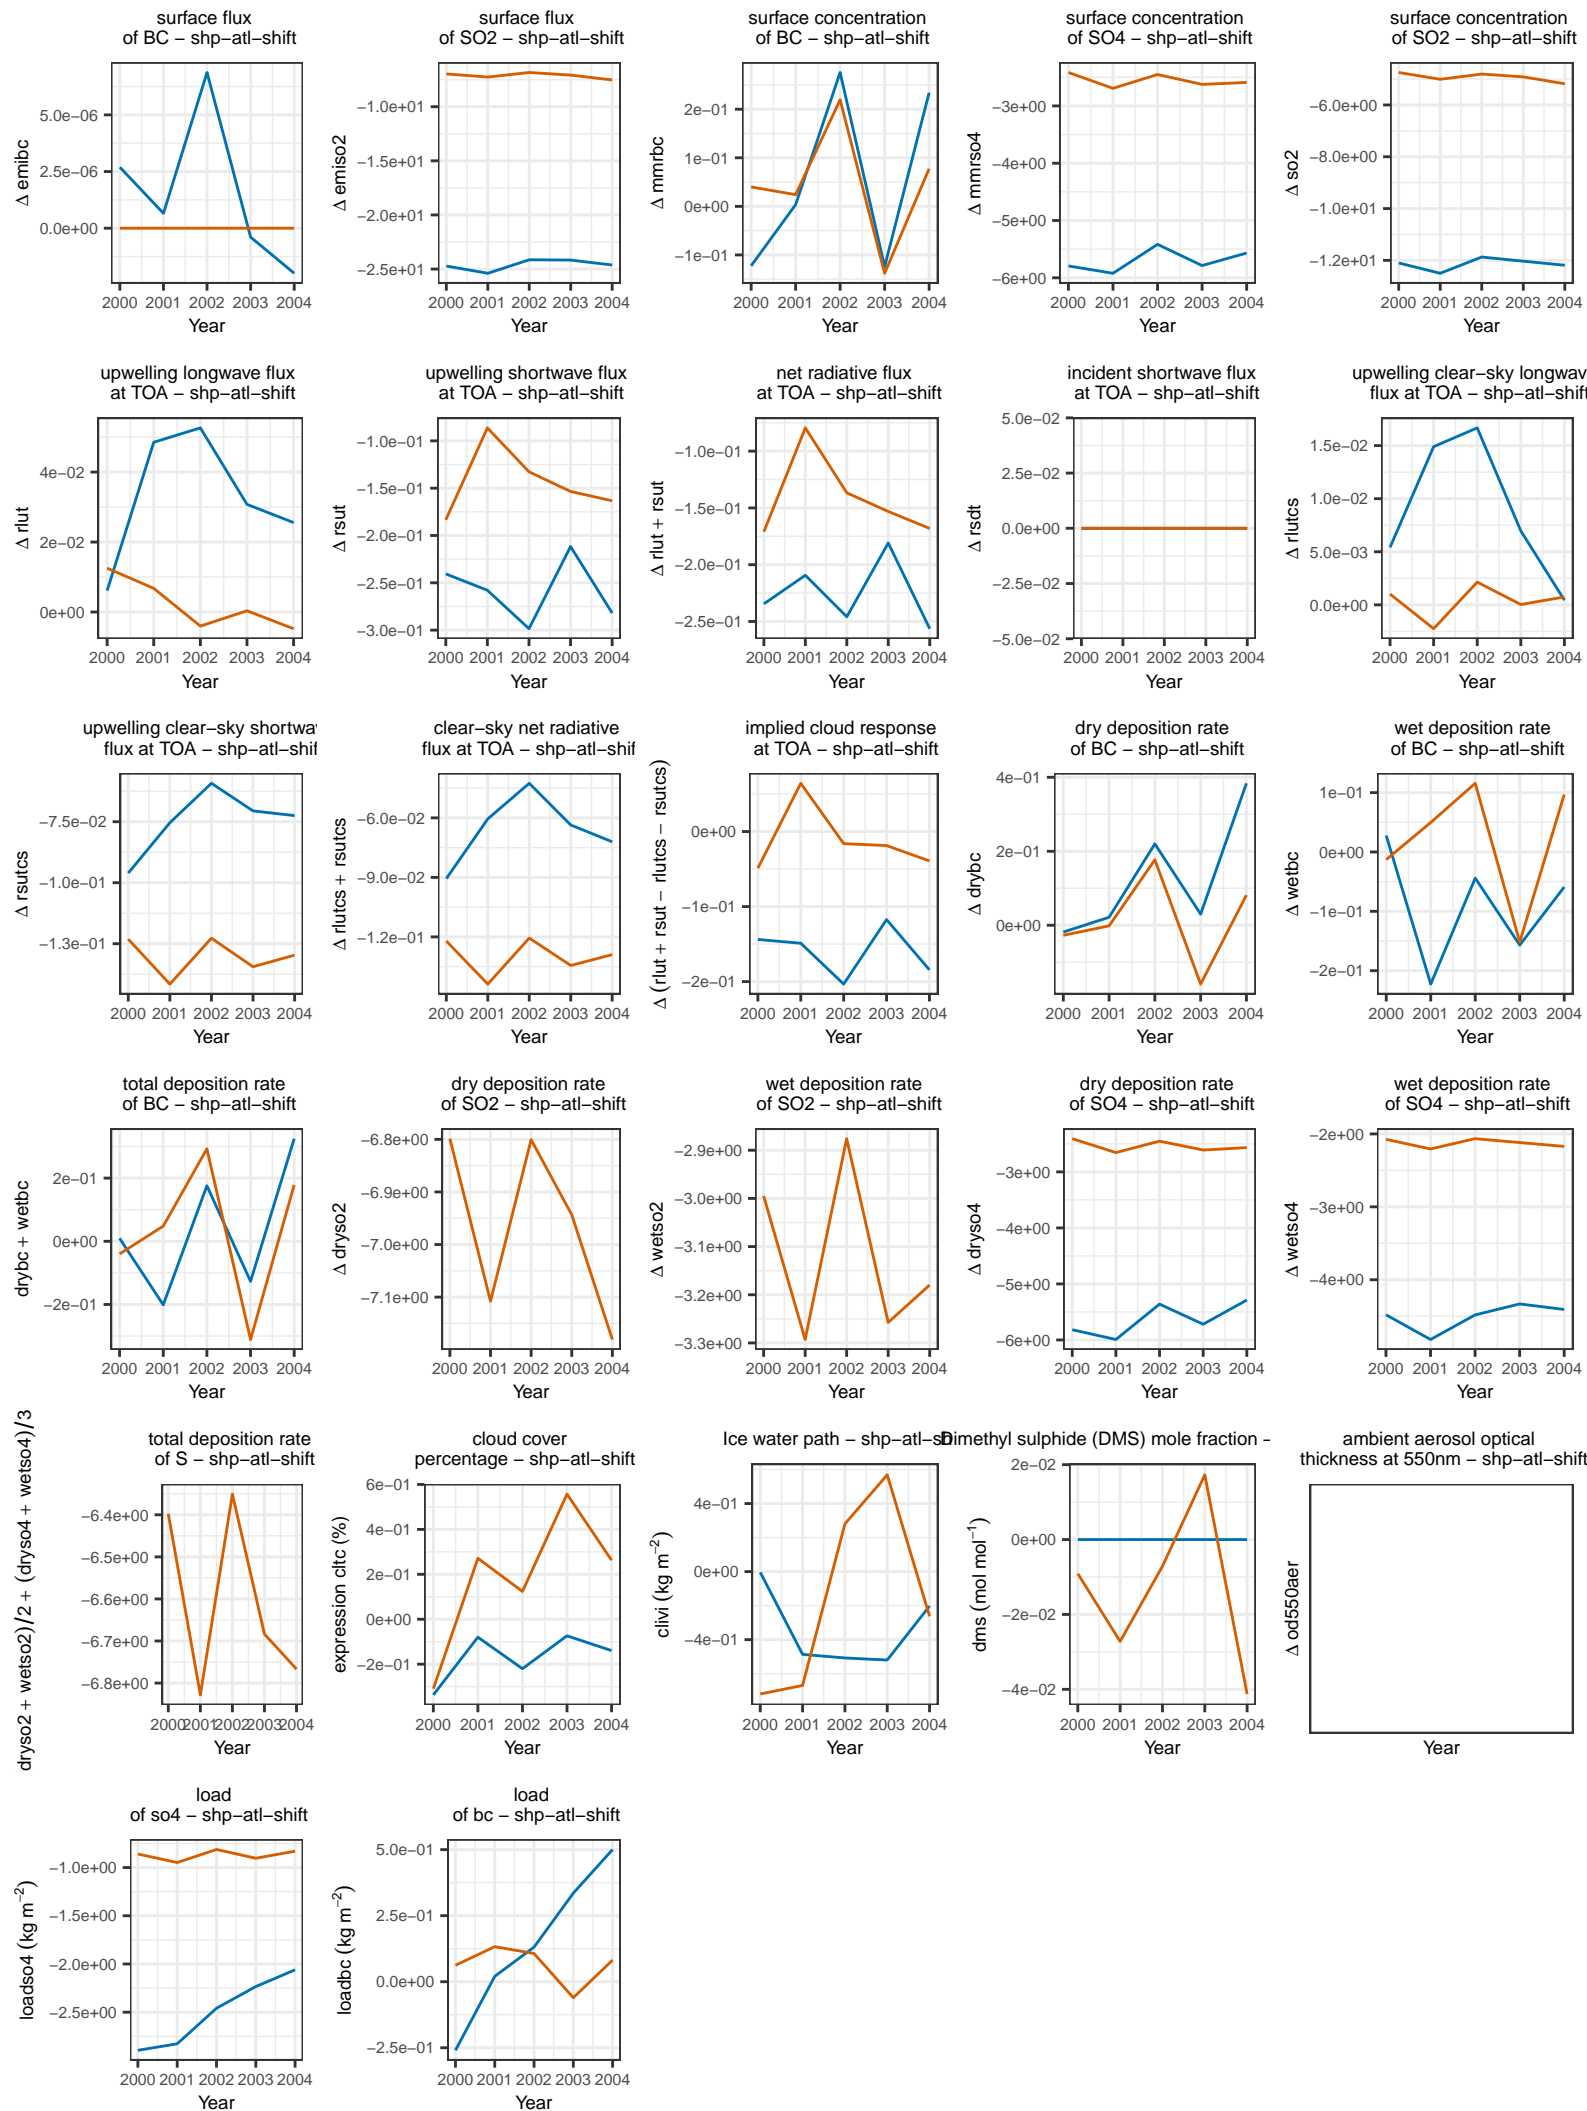 surface flux
of BC − shp−atl−shift
5.0e−06
2.5e−06
0.0e+00
Δ emibc
2000 2001 2002 2003 2004
Year
surface flux
of SO2 − shp−atl−shift
−1.0e+01
−1.5e+01
−2.0e+01
−2.5e+01
Δ emiso2
2000 2001 2002 2003 2004
Year
surface concentration
of BC − shp−atl−shift
2e−01
1e−01
0e+00
−1e−01
Δ mmrbc
2000 2001 2002 2003 2004
Year
surface concentration
of SO4 − shp−atl−shift
−3e+00
−4e+00
−5e+00
−6e+00
Δ mmrso4
2000 2001 2002 2003 2004
Year
surface concentration
of SO2 − shp−atl−shift
−6.0e+00
−8.0e+00
−1.0e+01
−1.2e+01
Δ so2
2000 2001 2002 2003 2004
Year
upwelling longwave flux
at TOA − shp−atl−shift
4e−02
2e−02
0e+00
Δ rlut
2000 2001 2002 2003 2004
Year
upwelling shortwave flux
at TOA − shp−atl−shift
−1.0e−01
−1.5e−01
−2.0e−01
−2.5e−01
−3.0e−01
Δ rsut
2000 2001 2002 2003 2004
Year
net radiative flux
at TOA − shp−atl−shift
−1.0e−01
−1.5e−01
−2.0e−01
−2.5e−01
Δ rlut + rsut
2000 2001 2002 2003 2004
Year
incident shortwave flux
at TOA − shp−atl−shift
5.0e−02
2.5e−02
0.0e+00
−2.5e−02
−5.0e−02
Δ rsdt
2000 2001 2002 2003 2004
Year
upwelling clear−sky longwav
flux at TOA − shp−atl−shift
1.5e−02
1.0e−02
5.0e−03
0.0e+00
Δ rlutcs
2000 2001 2002 2003 2004
Year
upwelling clear−sky shortwav
flux at TOA − shp−atl−shif
−7.5e−02
−1.0e−01
−1.3e−01
Δ rsutcs
2000 2001 2002 2003 2004
Year
clear−sky net radiative
flux at TOA − shp−atl−shif
−6.0e−02
−9.0e−02
−1.2e−01
Δ rlutcs + rsutcs
2000 2001 2002 2003 2004
Year
implied cloud response
at TOA − shp−atl−shift
0e+00
−1e−01
−2e−01
Δ (rlut + rsut − rlutcs − rsutcs)
2000 2001 2002 2003 2004
Year
dry deposition rate
of BC − shp−atl−shift
4e−01
2e−01
0e+00
Δ drybc
2000 2001 2002 2003 2004
Year
wet deposition rate
of BC − shp−atl−shift
1e−01
0e+00
−1e−01
−2e−01
Δ wetbc
2000 2001 2002 2003 2004
Year
total deposition rate
of BC − shp−atl−shift
2e−01
0e+00
−2e−01
drybc + wetbc
2000 2001 2002 2003 2004
Year
dry deposition rate
of SO2 − shp−atl−shift
−6.8e+00
−6.9e+00
−7.0e+00
−7.1e+00
Δ dryso2
2000 2001 2002 2003 2004
Year
wet deposition rate
of SO2 − shp−atl−shift
−2.9e+00
−3.0e+00
−3.1e+00
−3.2e+00
−3.3e+00
Δ wetso2
2000 2001 2002 2003 2004
Year
dry deposition rate
of SO4 − shp−atl−shift
−3e+00
−4e+00
−5e+00
−6e+00
Δ dryso4
2000 2001 2002 2003 2004
Year
wet deposition rate
of SO4 − shp−atl−shift
−2e+00
−3e+00
−4e+00
Δ wetso4
2000 2001 2002 2003 2004
Year
total deposition rate
of S − shp−atl−shift
−6.4e+00
−6.5e+00
−6.6e+00
−6.7e+00
−6.8e+00
dryso2 + wetso2)/2 + (dryso4 + wetso4)/3
2000 2001 2002 2003 2004
Year
cloud cover
percentage − shp−atl−shift
6e−01
4e−01
2e−01
0e+00
−2e−01
expression cltc (%)
2000 2001 2002 2003 2004
Year
Ice water path − shp−atl−sh
4e−01
0e+00
−4e−01
clivi (kg m−2)
2000 2001 2002 2003 2004
Year
Dimethyl sulphide (DMS) mole fraction −
2e−02
0e+00
−2e−02
−4e−02
dms (mol mol−1)
2000 2001 2002 2003 2004
Year
ambient aerosol optical
thickness at 550nm − shp−atl−shift
Δ od550aer
Year
load
of so4 − shp−atl−shift
−1.0e+00
−1.5e+00
−2.0e+00
−2.5e+00
loadso4 (kg m−2)
2000 2001 2002 2003 2004
Year
load
of bc − shp−atl−shift
5.0e−01
2.5e−01
0.0e+00
−2.5e−01
loadbc (kg m−2)
2000 2001 2002 2003 2004
Year